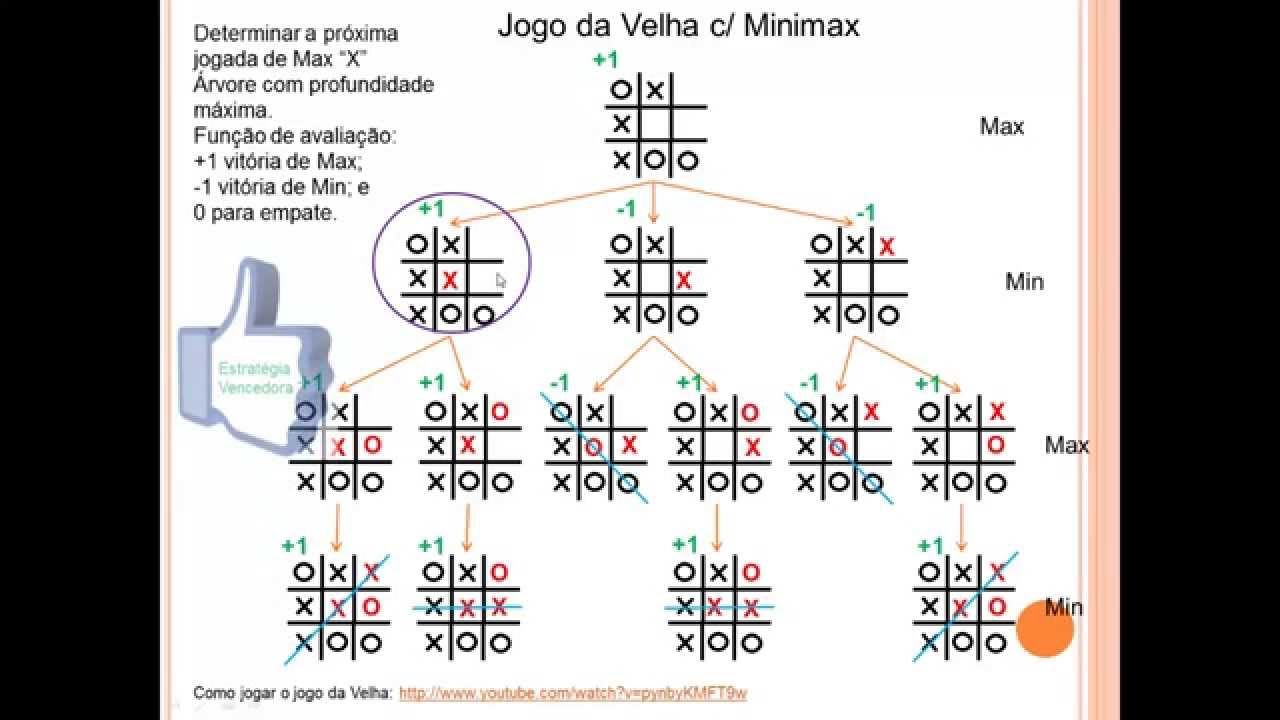 Jogo da Velha c/ Minimax
Determinar a próxima
jogada de Max “X”
Árvore com profundidade
máxima.
Função de avaliação:
+1 vitória de Max;
-1 vitória de Min; e
0 para empate.
+1
O X
X
X O O
Max
+1 -1 -1
O X O X O X X
X X X X X
X O O X O O X O O
Min
Estratégia
Vencedora
+1 +1 -1 +1 -1 +1
O X O X O O X O X O O X X O X X
X X O X X X O X X X X O X O
X O O X O O X O O X O O X O O X O O
Max
+1 +1 +1 +1
O X X O X O O X O O X X
X X O X X X X X X X X O
X O O X O O X O O X O O
Min
Como jogar o jogo da Velha: http://www.youtube.com/watch?v=pynbyKMFT9w